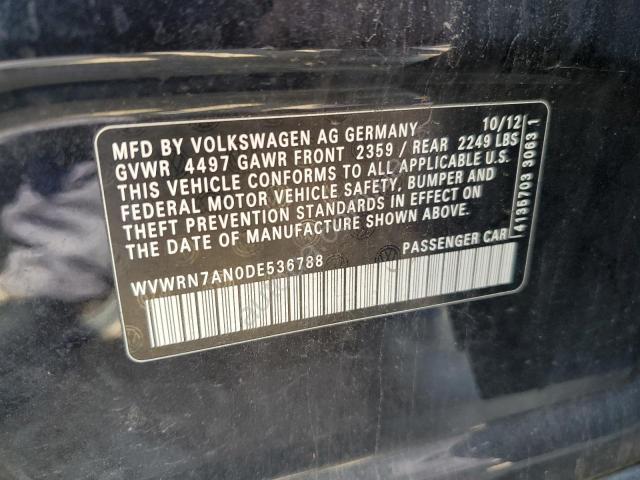 MFD BY VOLKSWAGEN AG GERMANY 10/12
GVWR 4497 GAWR FRONT 2359 / REAR 2249 LBS
THIS VEHICLE CONFORMS TO ALL APPLICABLE U.S.
FEDERAL MOTOR VEHICLE SAFETY, BUMPER AND
THEFT PREVENTION STANDARDS IN EFFECT ON
THE DATE OF MANUFACTURE SHOWN ABOVE.
WVWRN7AN0DE536788 PASSENGER CAR
4135703 3063 1